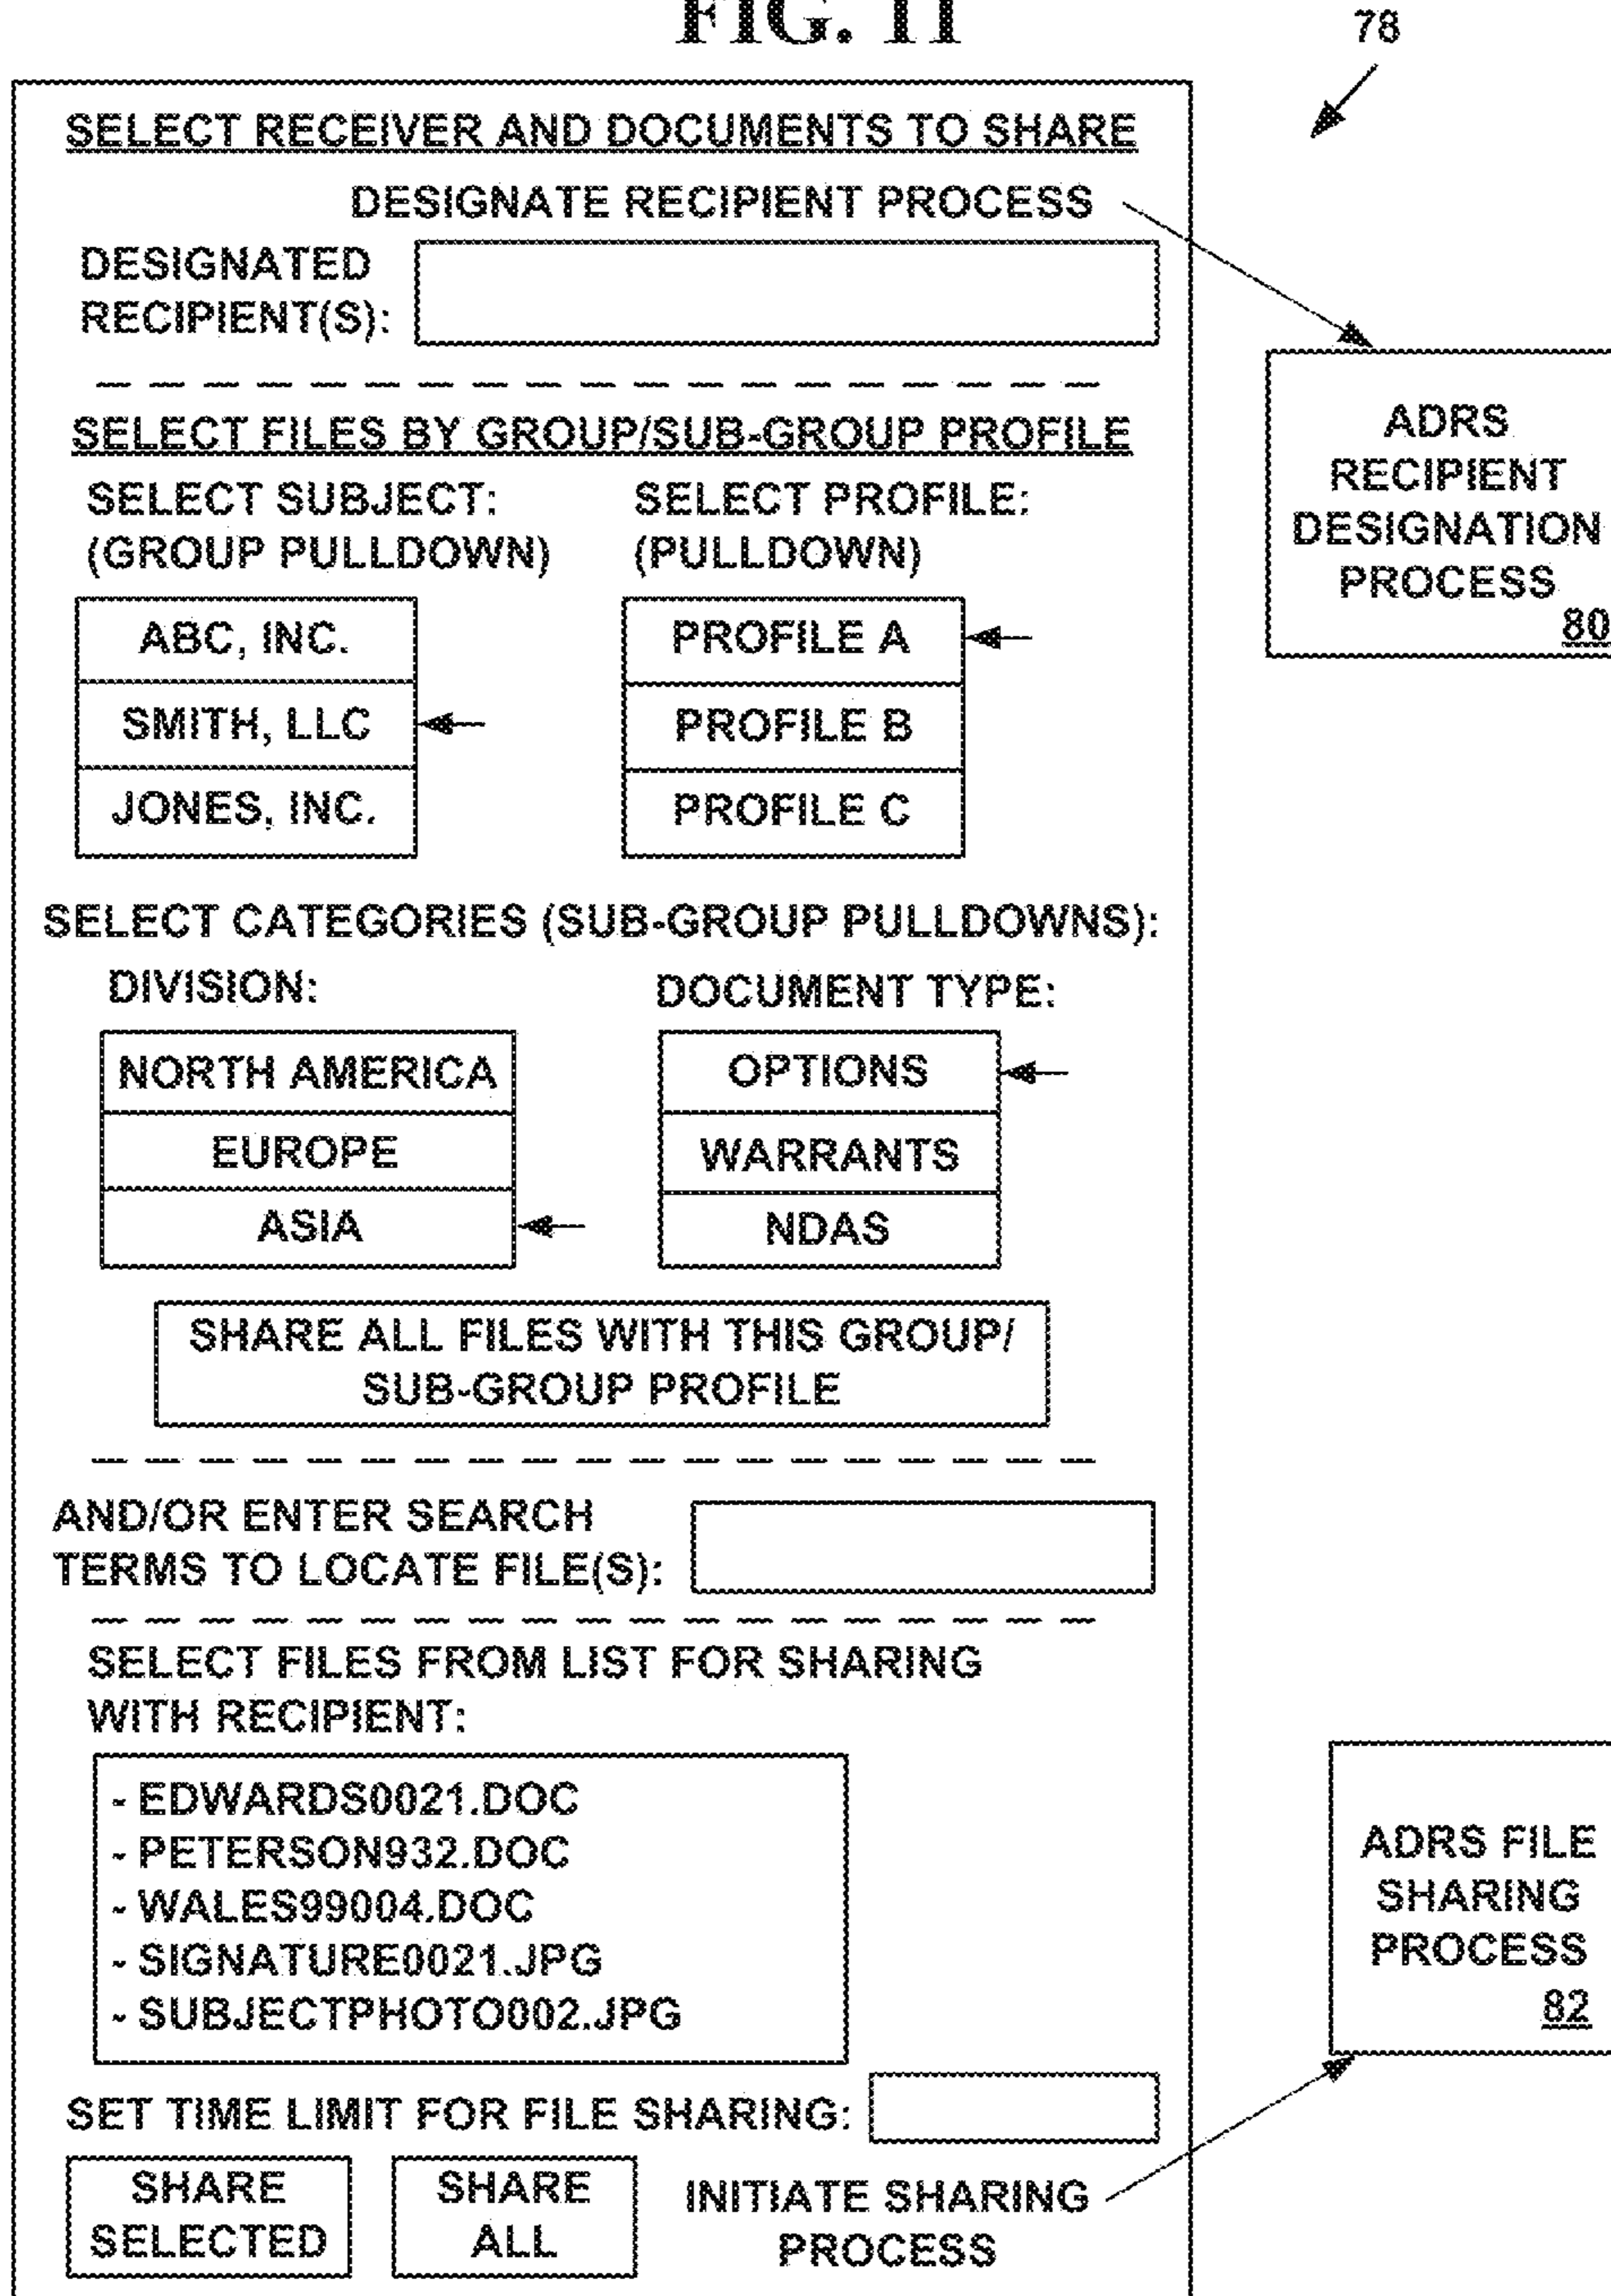 FIG. 11
78
SELECT RECEIVER AND DOCUMENTS TO SHARE
DESIGNATE RECIPIENT PROCESS
DESIGNATED
RECIPIENT(S):
SELECT FILES BY GROUP/SUB-GROUP PROFILE
SELECT SUBJECT:
(GROUP PULLDOWN)
SELECT PROFILE:
(PULLDOWN)
ABC, INC.
SMITH, LLC
JONES, INC.
PROFILE A
PROFILE B
PROFILE C
ADRS
RECIPIENT
DESIGNATION
PROCESS
80
SELECT CATEGORIES (SUB-GROUP PULLDOWNS):
DIVISION:
NORTH AMERICA
EUROPE
ASIA
DOCUMENT TYPE:
OPTIONS
WARRANTS
NDAS
SHARE ALL FILES WITH THIS GROUP/
SUB-GROUP PROFILE
AND/OR ENTER SEARCH
TERMS TO LOCATE FILE(S):
SELECT FILES FROM LIST FOR SHARING
WITH RECIPIENT:
- EDWARDS0021.DOC
- PETERSON932.DOC
- WALES99004.DOC
- SIGNATURE0021.JPG
- SUBJECTPHOTO002.JPG
ADRS FILE
SHARING
PROCESS
82
SET TIME LIMIT FOR FILE SHARING:
SHARE
SELECTED
SHARE
ALL
INITIATE SHARING
PROCESS